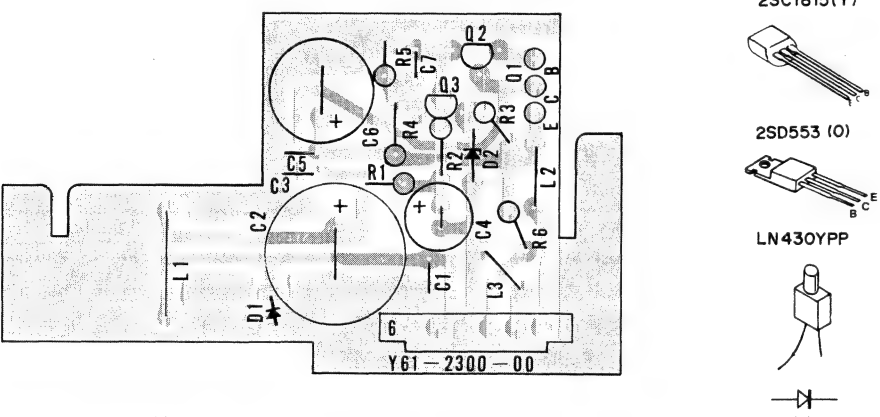 2SC1815(Y)
Q2
R5
C7
Q1
B
C
E
Q3
R3
C6
R4
R2
D2
C5
C3
R1
L2
C2
C4
R6
L1
C1
L3
D1
6
Y61-2300-00
B
2SD553 (O)
E
C
B
LN430YPP
+
+
+